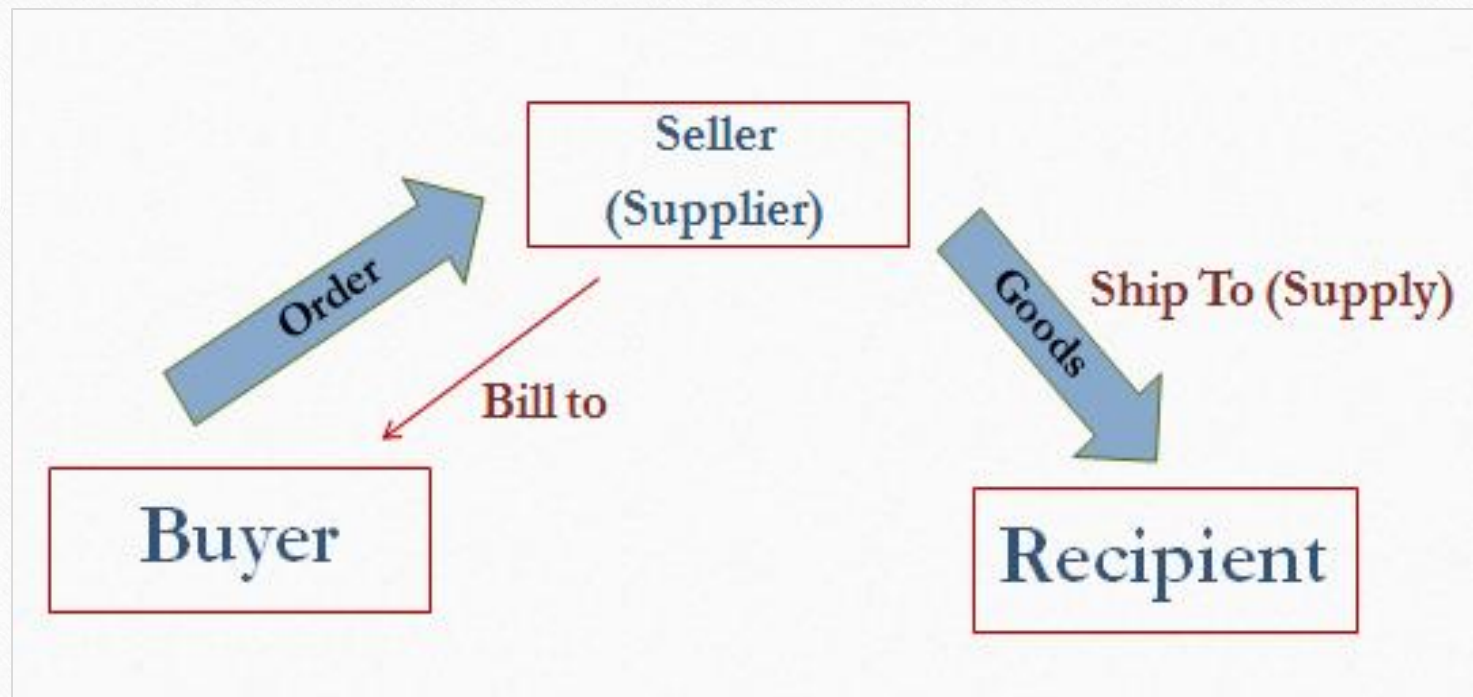 Seller
(Supplier)
Order
Goods
Ship To (Supply)
Bill to
Buyer
Recipient